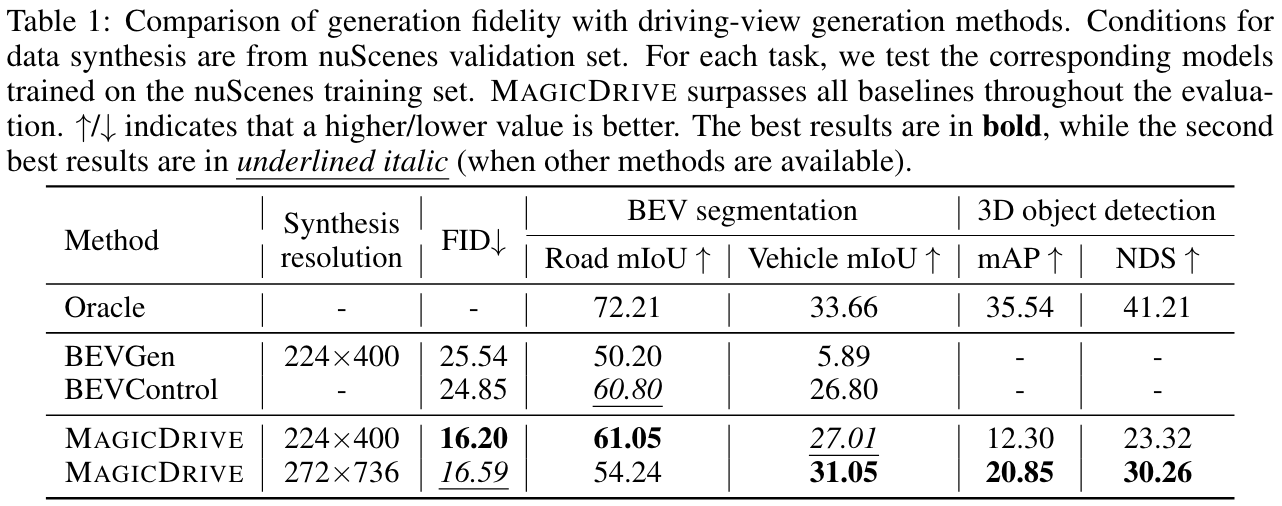 Table 1: Comparison of generation fidelity with driving-view generation methods. Conditions for
data synthesis are from nuScenes validation set. For each task, we test the corresponding models
trained on the nuScenes training set. MAGICDRIVE surpasses all baselines throughout the evalua-
tion. ↑/↓ indicates that a higher/lower value is better. The best results are in bold, while the second
best results are in underlined italic (when other methods are available).
Method | Synthesis resolution | FID↓ | BEV segmentation | 3D object detection
Road mIoU ↑ | Vehicle mIoU ↑ | mAP ↑ | NDS ↑
Oracle | - | - | 72.21 | 33.66 | 35.54 | 41.21
BEVGen | 224×400 | 25.54 | 50.20 | 5.89 | - | -
BEVControl | - | 24.85 | 60.80 | 26.80 | - | -
MAGICDRIVE | 224×400 | 16.20 | 61.05 | 27.01 | 12.30 | 23.32
MAGICDRIVE | 272×736 | 16.59 | 54.24 | 31.05 | 20.85 | 30.26